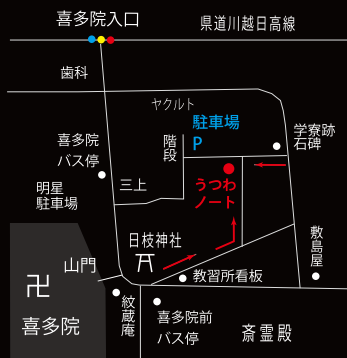 喜多院入口
県道川越日高線
歯科
ヤクルト
駐車場
P
学寮跡
石碑
階段
喜多院
バス停
三上
うつわ
ノート
明星
駐車場
日枝神社
敷島屋
山門
卍
喜多院
教習所看板
紋蔵庵
喜多院前
バス停
斎霊殿